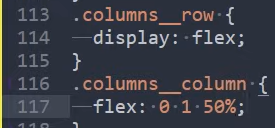 113 .columns__row {
114 display: flex;
115 }
116 .columns__column {
117 flex: 0 1 50%;
118 }